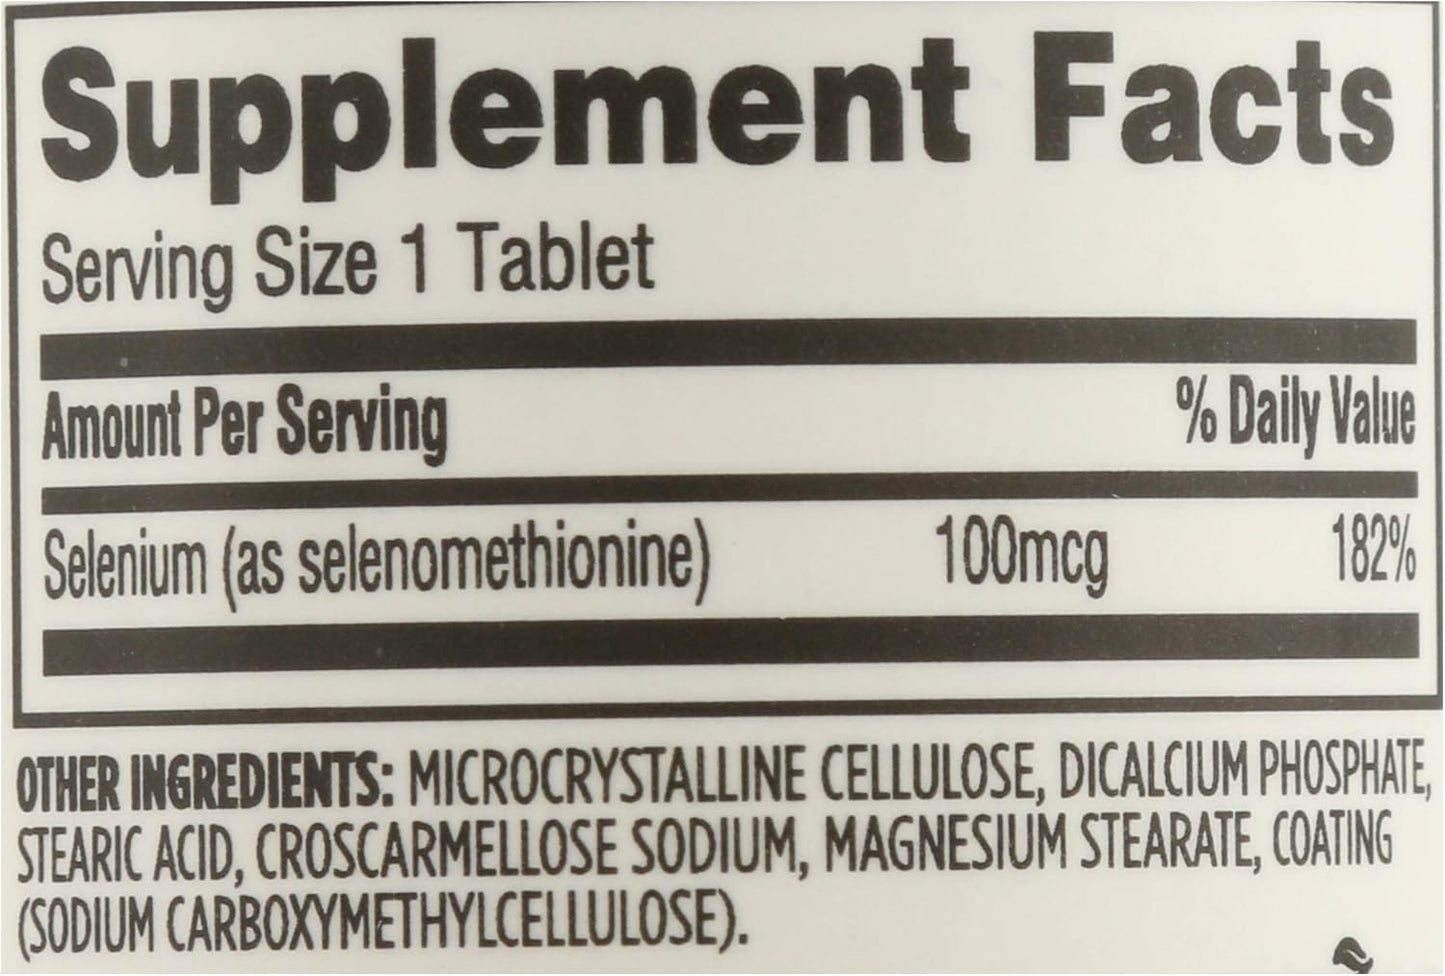 Supplement Facts
Serving Size 1 Tablet
Amount Per Serving % Daily Value
Selenium (as selenomethionine) 100mcg 182%
OTHER INGREDIENTS: MICROCRYSTALLINE CELLULOSE, DICALCIUM PHOSPHATE,
STEARIC ACID, CROSCARMELLOSE SODIUM, MAGNESIUM STEARATE, COATING
(SODIUM CARBOXYMETHYLCELLULOSE).